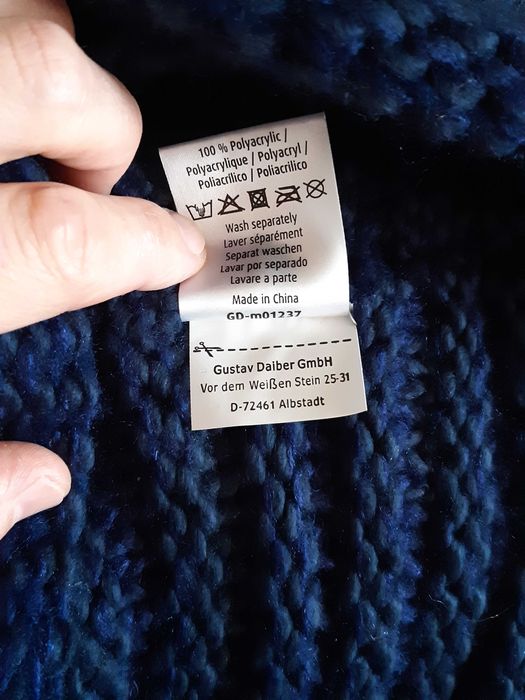 100 % Polyacrylic /
Polyacrylique / Polyacryl /
Poliacrilico / Poliacrilico
Wash separately
Laver séparément
Separat waschen
Lavar por separado
Lavare a parte
Made in China
GD-m01237
Gustav Daiber GmbH
Vor dem Weißen Stein 25-31
D-72461 Albstadt